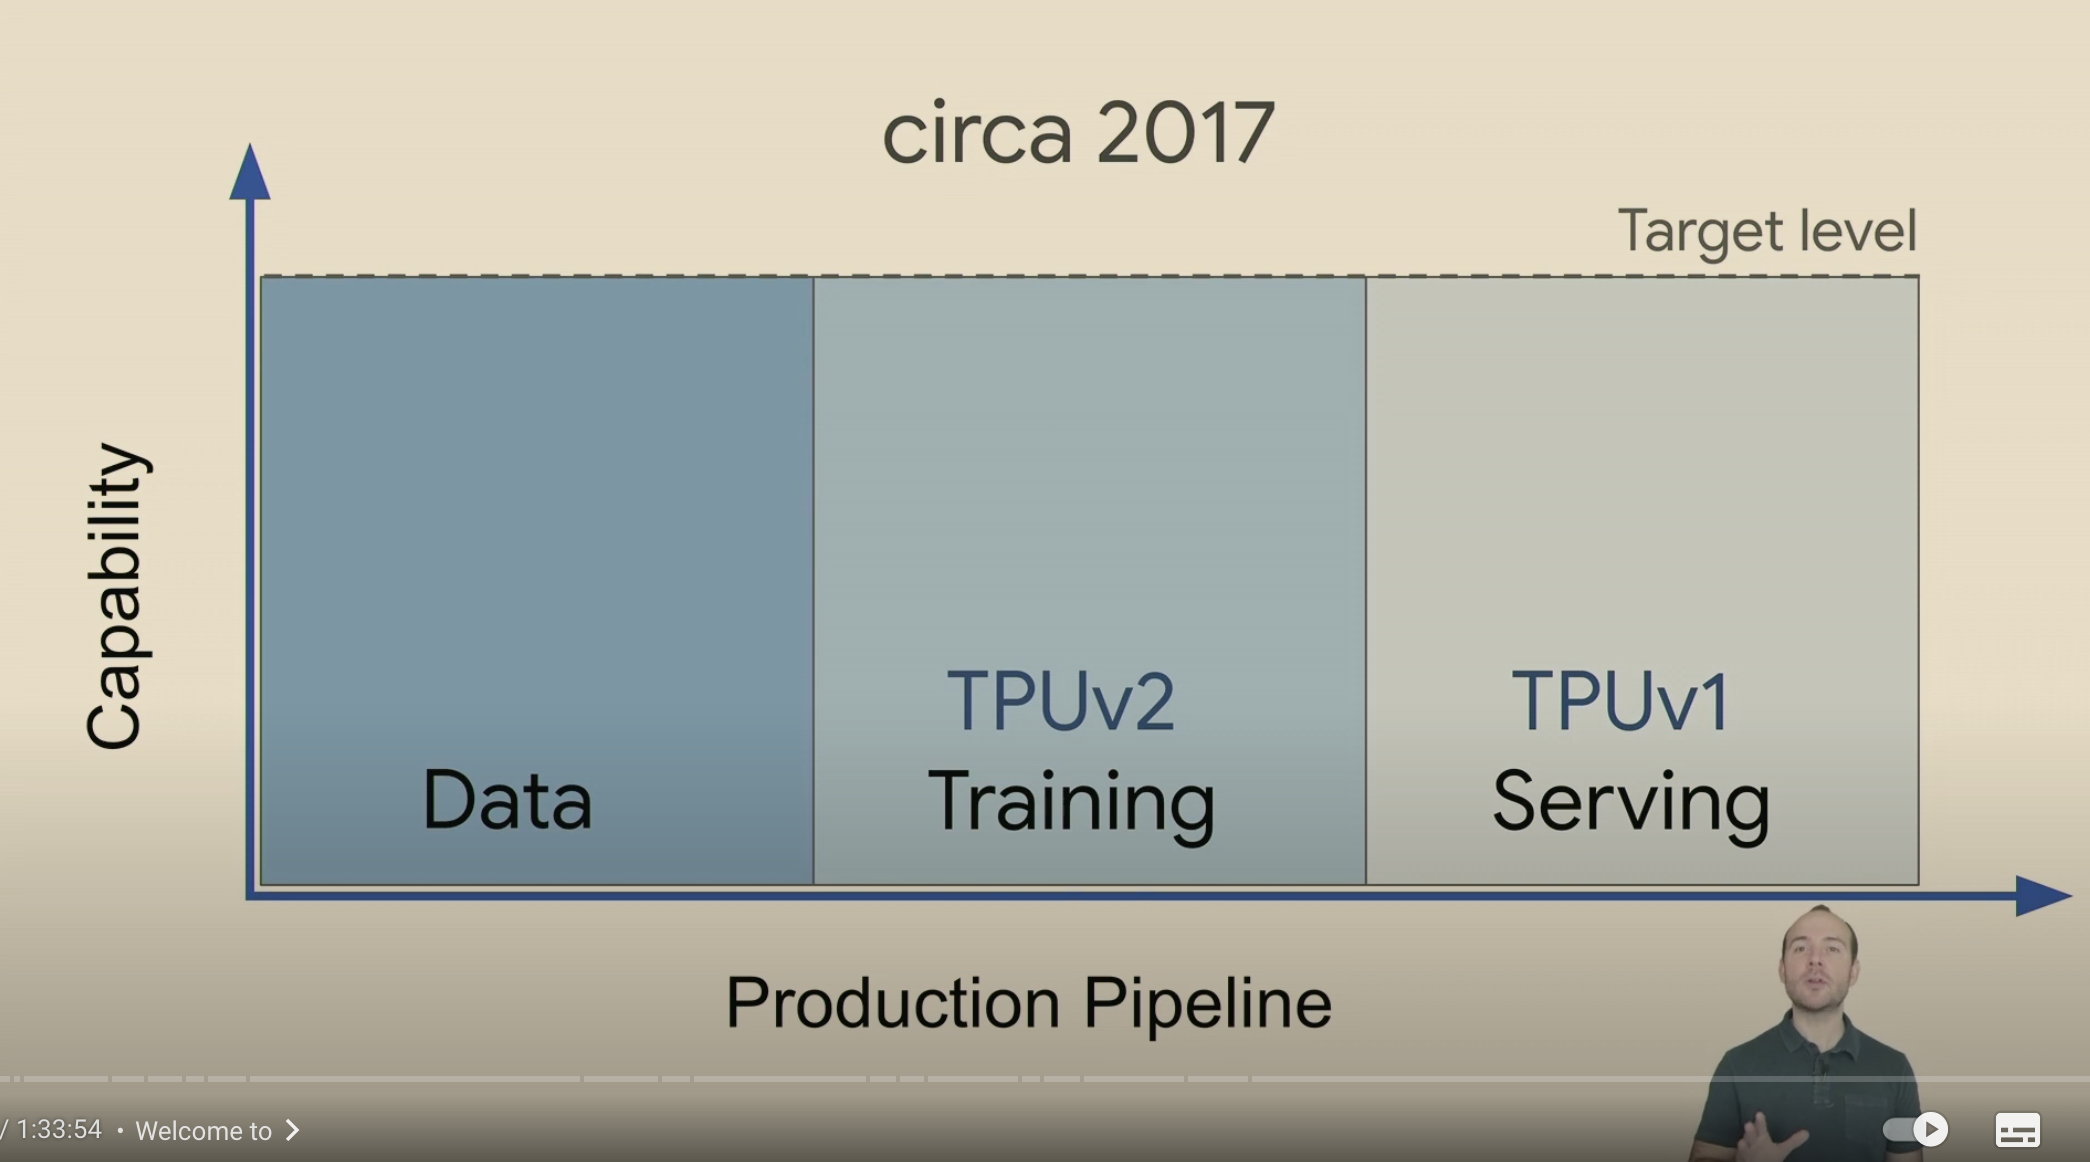 circa 2017
Target level
Capability
TPUv2
TPUv1
Data
Training
Serving
Production Pipeline
/ 1:33:54 • Welcome to